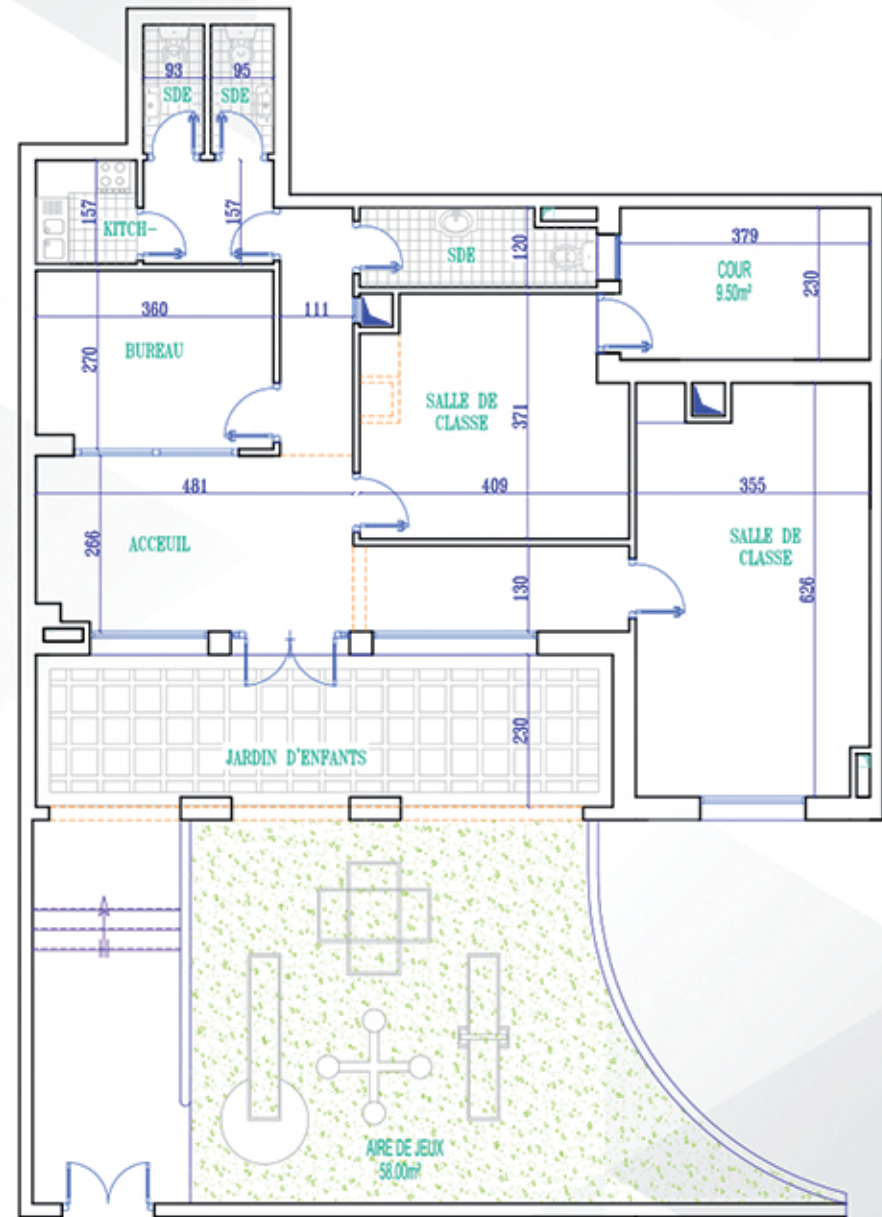 93
95
SDE
SDE
157
157
KITCH-
120
SDE
379
COUR
9.50m²
230
360
111
270
BUREAU
371
SALLE DE
CLASSE
481
409
355
266
ACCEUIL
SALLE DE
CLASSE
130
626
230
JARDIN D'ENFANTS
AIRE DE JEUX
58.00m²